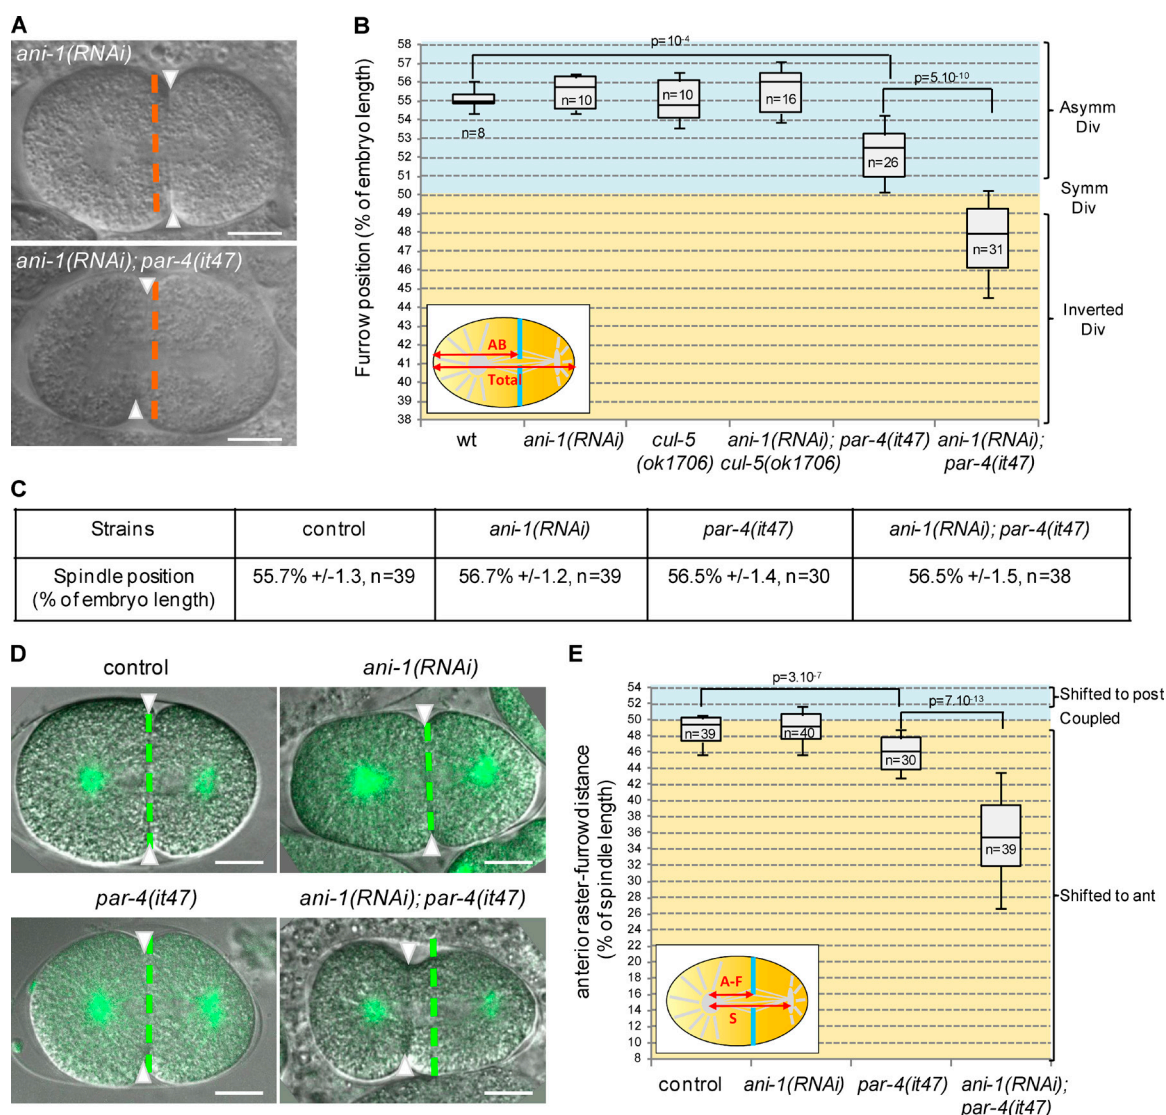 A
ani-1(RNAi)
ani-1(RNAi); par-4(it47)
B
Furrow position (% of embryo length)
58
57
56
55
54
53
52
51
50
49
48
47
46
45
44
43
42
41
40
39
38
p=10-4
p=5.10-10
n=8
n=10
n=10
n=16
n=26
n=31
Asymm
Div
Symm
Div
Inverted
Div
AB
Total
wt
ani-1(RNAi)
cul-5
(ok1706)
ani-1(RNAi);
cul-5(ok1706)
par-4(it47)
ani-1(RNAi);
par-4(it47)
C
Strains control ani-1(RNAi) par-4(it47) ani-1(RNAi); par-4(it47)
Spindle position
(% of embryo length)
55.7% +/-1.3, n=39 56.7% +/-1.2, n=39 56.5% +/-1.4, n=30 56.5% +/-1.5, n=38
D
control
ani-1(RNAi)
par-4(it47)
ani-1(RNAi); par-4(it47)
E
anterior raster-furrow distance
(% of spindle length)
54
52
50
48
46
44
42
40
38
36
34
32
30
28
26
24
22
20
18
16
14
12
10
8
p=3.10-7
p=7.10-13
n=39
n=40
n=30
n=39
Shifted to post
Coupled
Shifted to ant
A-F
S
control
ani-1(RNAi)
par-4(it47)
ani-1(RNAi);
par-4(it47)